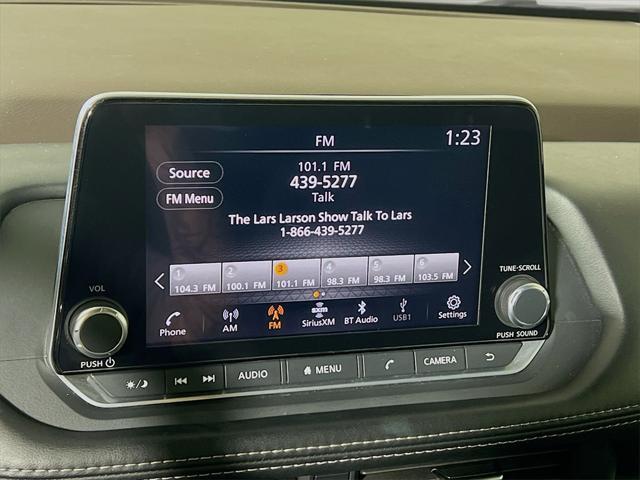 FM
1:23
Source
101.1 FM
439-5277
FM Menu
Talk
The Lars Larson Show Talk To Lars
1-866-439-5277
1 2 3 4 5 6
104.3 FM 100.1 FM 101.1 FM 98.3 FM 98.3 FM 103.5 FM
VOL
TUNE·SCROLL
Phone AM FM sxm SiriusXM BT Audio USB1 Settings
PUSH
PUSH SOUND
AUDIO MENU CAMERA